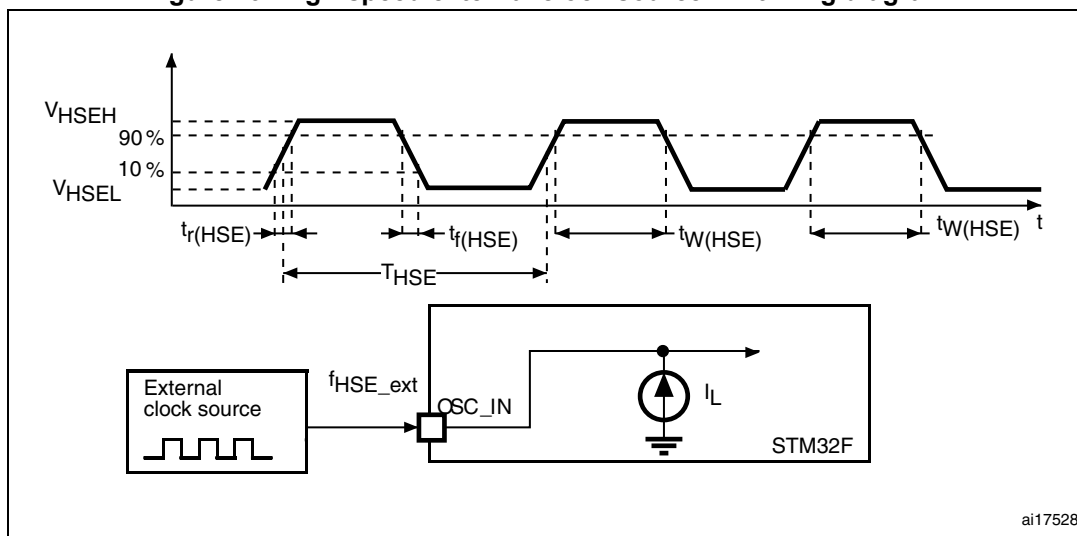 VHSEH
90 %
10 %
VHSEL
tr(HSE)
tf(HSE)
tW(HSE)
tW(HSE)
t
THSE
External
clock source
fHSE_ext
OSC_IN
IL
STM32F
ai17528